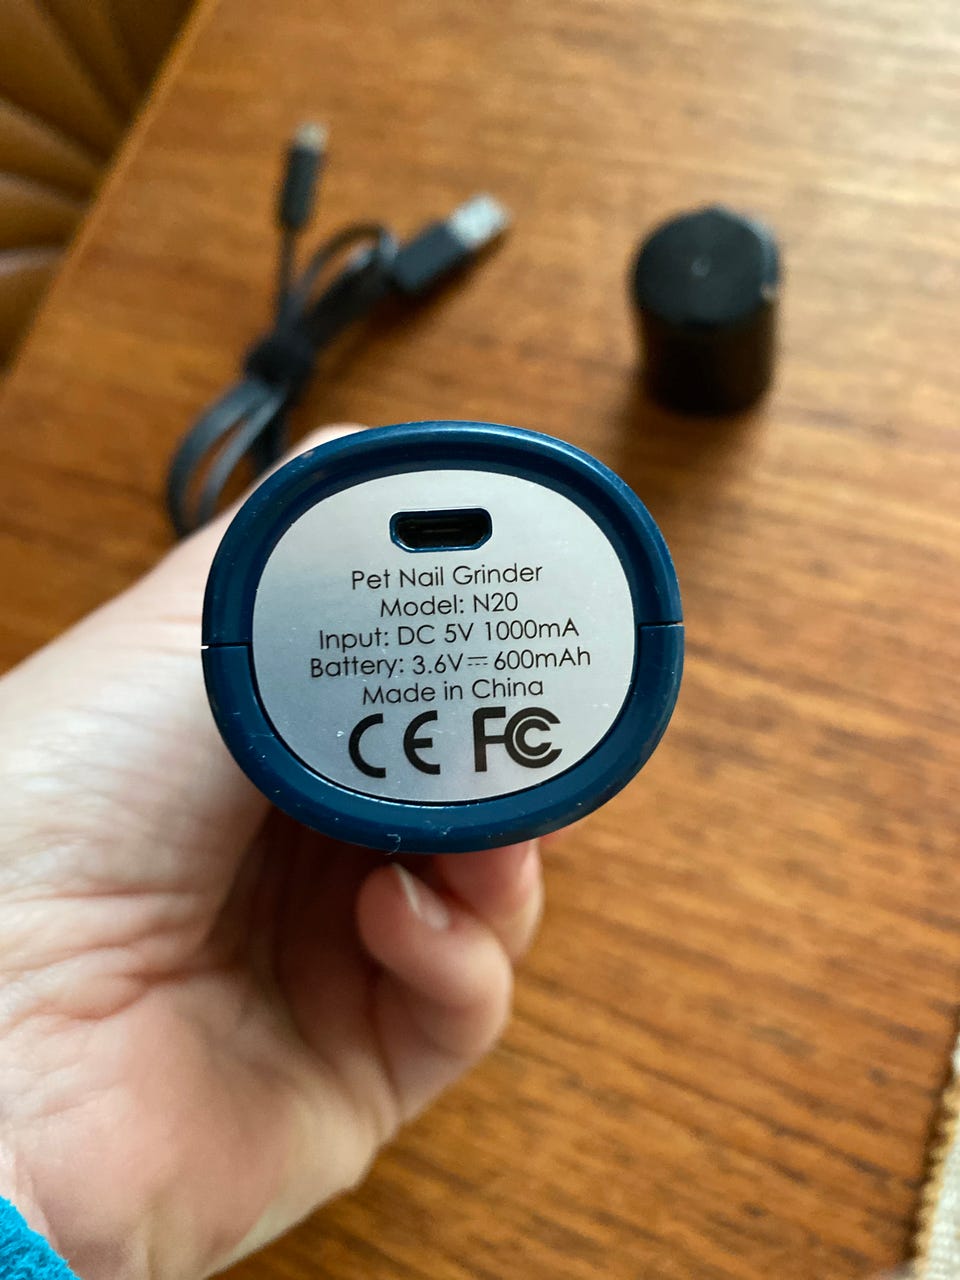 Pet Nail Grinder
Model: N20
Input: DC 5V 1000mA
Battery: 3.6V⎓600mAh
Made in China
CE FC